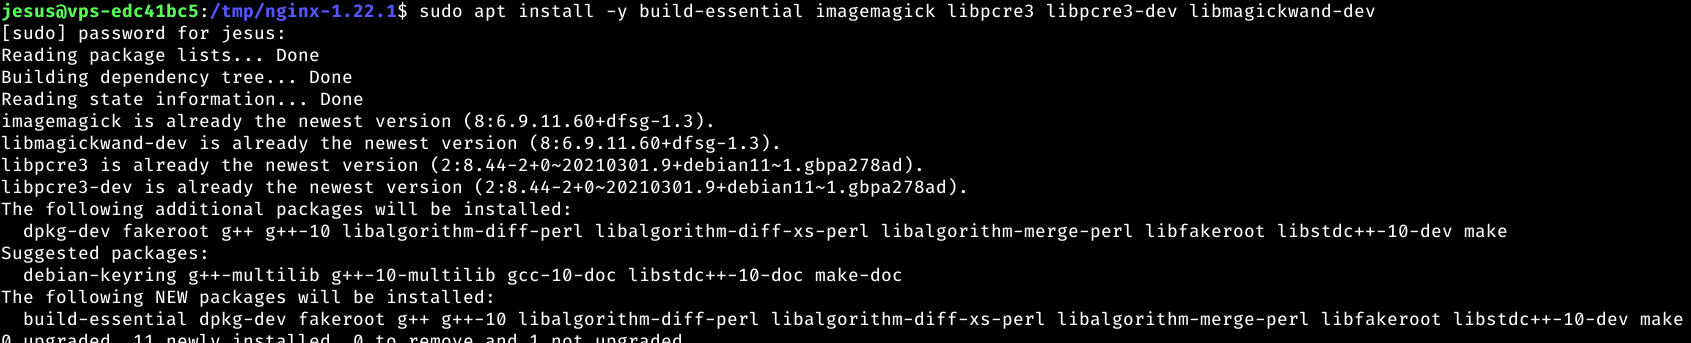 jesus@vps-edc41bc5:/tmp/nginx-1.22.1$ sudo apt install -y build-essential imagemagick libpcre3 libpcre3-dev libmagickwand-dev
[sudo] password for jesus:
Reading package lists... Done
Building dependency tree... Done
Reading state information... Done
imagemagick is already the newest version (8:6.9.11.60+dfsg-1.3).
libmagickwand-dev is already the newest version (8:6.9.11.60+dfsg-1.3).
libpcre3 is already the newest version (2:8.44-2+0~20210301.9+debian11~1.gbpa278ad).
libpcre3-dev is already the newest version (2:8.44-2+0~20210301.9+debian11~1.gbpa278ad).
The following additional packages will be installed:
  dpkg-dev fakeroot g++ g++-10 libalgorithm-diff-perl libalgorithm-diff-xs-perl libalgorithm-merge-perl libfakeroot libstdc++-10-dev make
Suggested packages:
  debian-keyring g++-multilib g++-10-multilib gcc-10-doc libstdc++-10-doc make-doc
The following NEW packages will be installed:
  build-essential dpkg-dev fakeroot g++ g++-10 libalgorithm-diff-perl libalgorithm-diff-xs-perl libalgorithm-merge-perl libfakeroot libstdc++-10-dev make
0 upgraded, 11 newly installed, 0 to remove and 1 not upgraded.